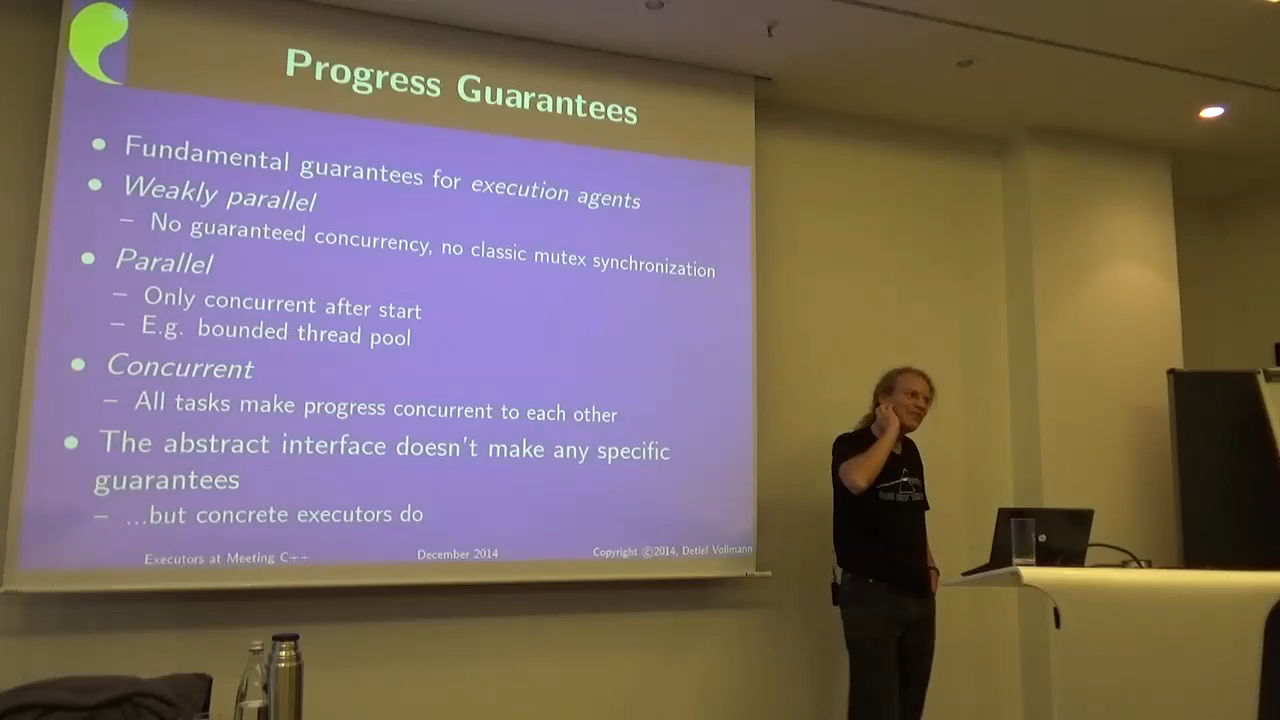 Progress Guarantees
• Fundamental guarantees for execution agents
• Weakly parallel
– No guaranteed concurrency, no classic mutex synchronization
• Parallel
– Only concurrent after start
– E.g. bounded thread pool
• Concurrent
– All tasks make progress concurrent to each other
• The abstract interface doesn't make any specific
guarantees
– ...but concrete executors do
Executors at Meeting C++ December 2014 Copyright ©2014, Detlef Vollmann
hp